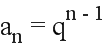 aₙ = qⁿ ⁻ ¹